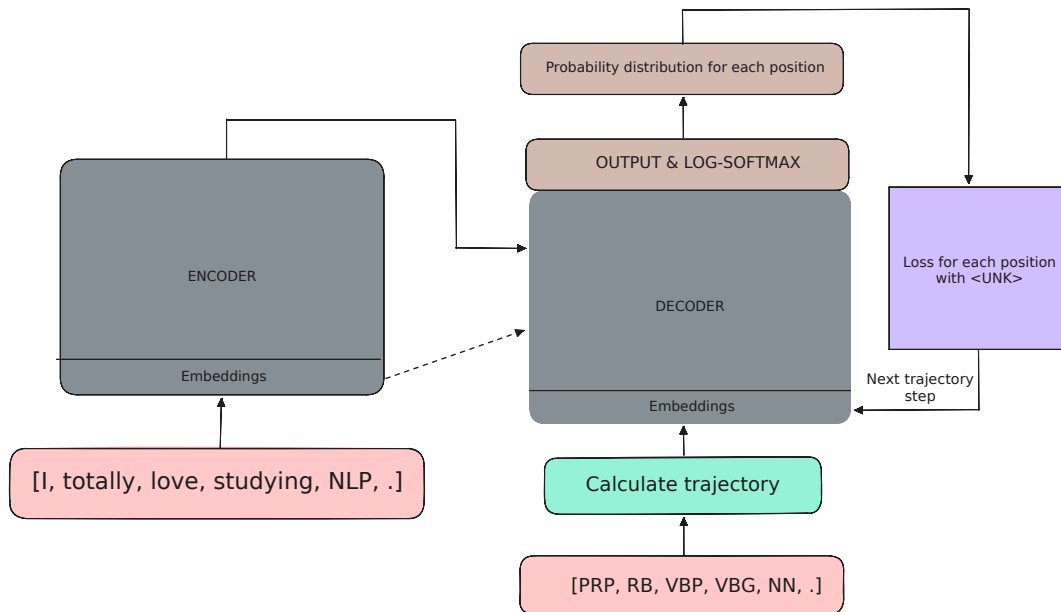 Probability distribution for each position
OUTPUT & LOG-SOFTMAX
ENCODER
Embeddings
[I, totally, love, studying, NLP, .]
DECODER
Embeddings
Loss for each position
with <UNK>
Next trajectory
step
Calculate trajectory
[PRP, RB, VBP, VBG, NN, .]